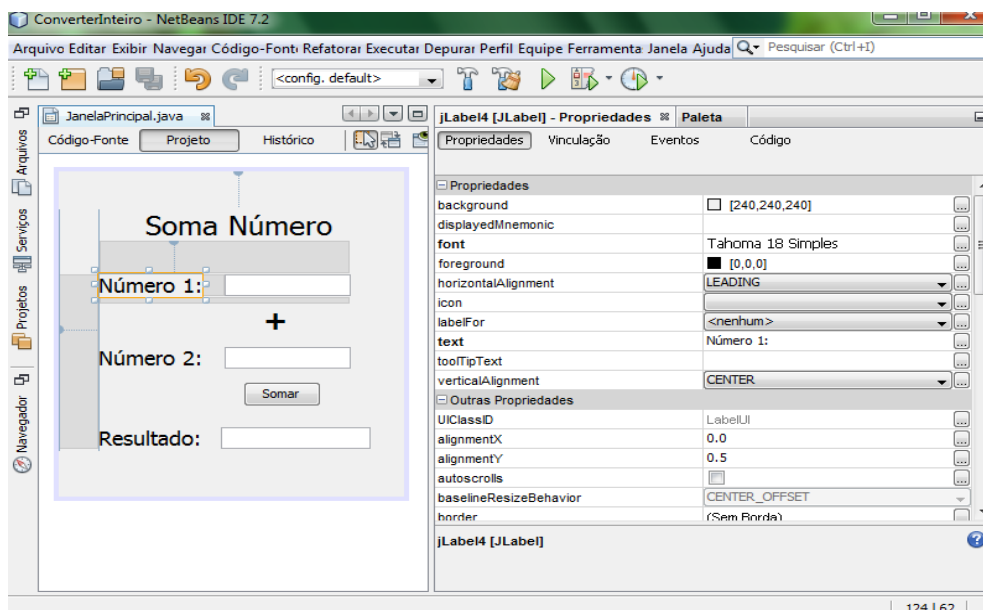 ConverterInteiro - NetBeans IDE 7.2
Arquivo Editar Exibir Navegar Código-Fonte Refatorar Executar Depurar Perfil Equipe Ferramenta Janela Ajuda Pesquisar (Ctrl+I)
<config. default>
JanelaPrincipal.java
Código-Fonte Projeto Histórico
Arquivos
Serviços
Projetos
Navegador
Soma Número
Número 1:
+
Número 2:
Somar
Resultado:
jLabel4 [JLabel] - Propriedades Paleta
Propriedades Vinculação Eventos Código
Propriedades
background [240,240,240]
displayedMnemonic
font Tahoma 18 Simples
foreground [0,0,0]
horizontalAlignment LEADING
icon
labelFor <nenhum>
text Número 1:
toolTipText
verticalAlignment CENTER
Outras Propriedades
UIClassID LabelUI
alignmentX 0.0
alignmentY 0.5
autoscrolls
baselineResizeBehavior CENTER_OFFSET
border (Sem Borda)
jLabel4 [JLabel]
124 | 62